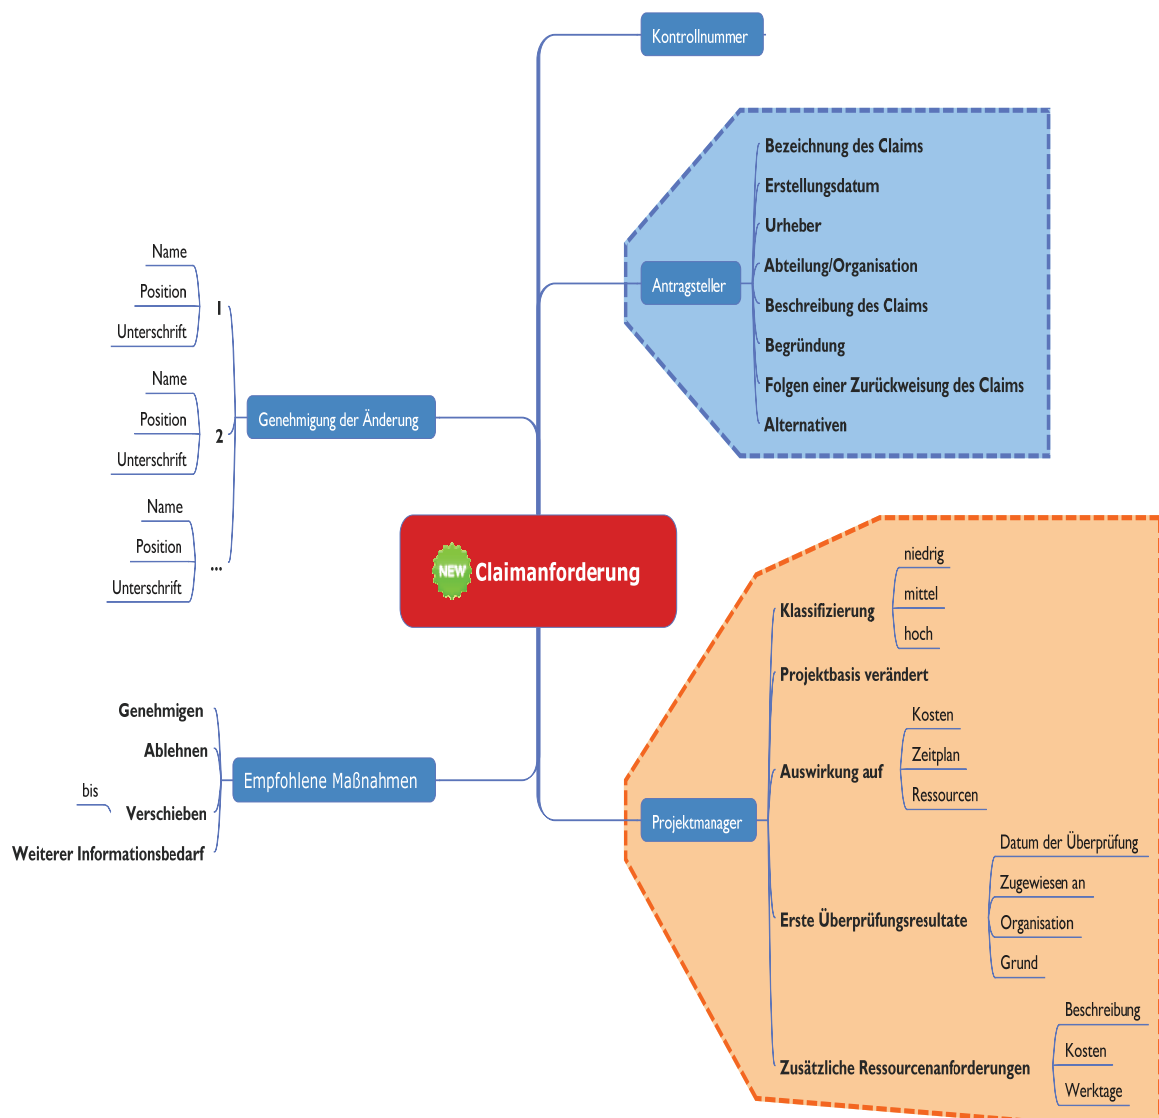 Kontrollnummer
Antragsteller
Bezeichnung des Claims
Erstellungsdatum
Urheber
Abteilung/Organisation
Beschreibung des Claims
Begründung
Folgen einer Zurückweisung des Claims
Alternativen
Genehmigung der Änderung
1
Name
Position
Unterschrift
2
Name
Position
Unterschrift
...
Name
Position
Unterschrift
NEW Claimanforderung
Empfohlene Maßnahmen
Genehmigen
Ablehnen
Verschieben
bis
Weiterer Informationsbedarf
Projektmanager
Klassifizierung
niedrig
mittel
hoch
Projektbasis verändert
Auswirkung auf
Kosten
Zeitplan
Ressourcen
Erste Überprüfungsresultate
Datum der Überprüfung
Zugewiesen an
Organisation
Grund
Zusätzliche Ressourcenanforderungen
Beschreibung
Kosten
Werktage